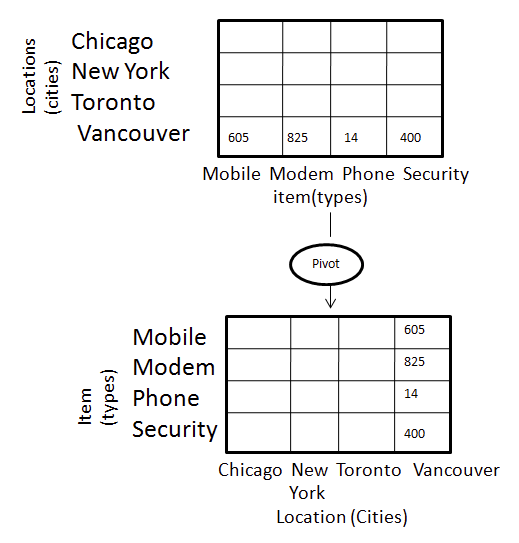 Locations
(cities)
Chicago
New York
Toronto
Vancouver
605 825 14 400
Mobile Modem Phone Security
item(types)
Pivot
Item
(types)
Mobile 605
Modem 825
Phone 14
Security 400
Chicago New Toronto Vancouver
York
Location (Cities)